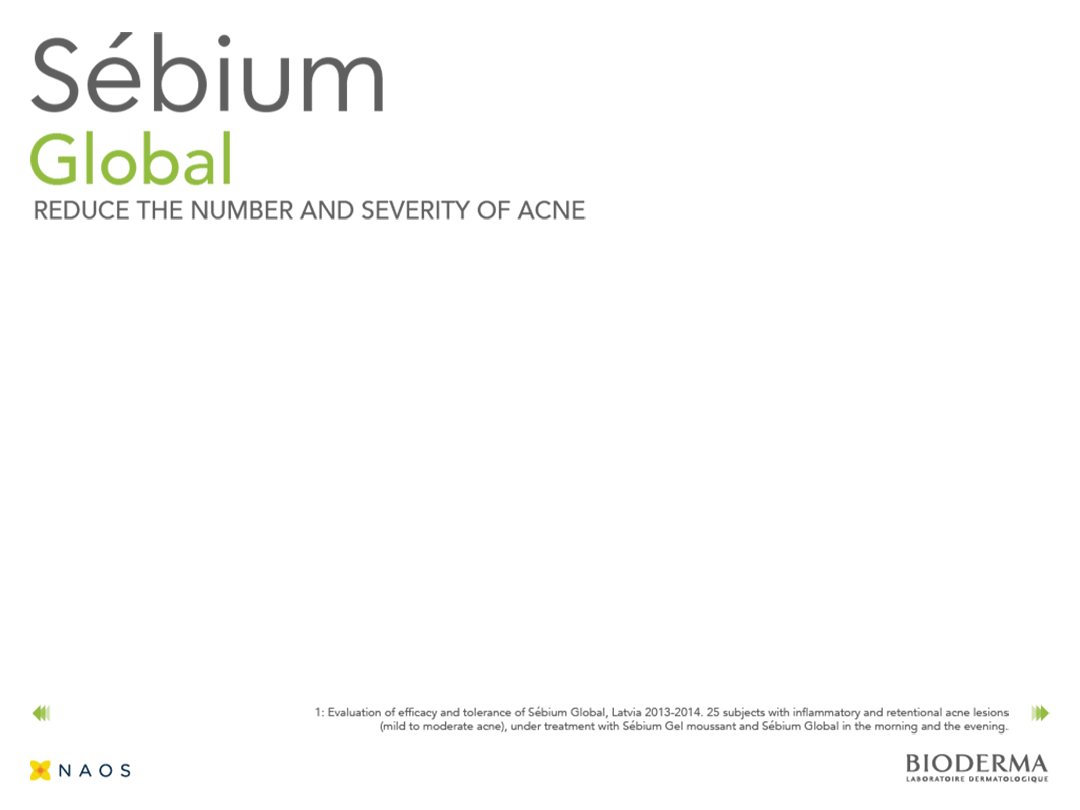 Sébium
Global
REDUCE THE NUMBER AND SEVERITY OF ACNE
1: Evaluation of efficacy and tolerance of Sébium Global, Latvia 2013-2014. 25 subjects with inflammatory and retentional acne lesions
(mild to moderate acne), under treatment with Sébium Gel moussant and Sébium Global in the morning and the evening.
NAOS
BIODERMA
LABORATOIRE DERMATOLOGIQUE